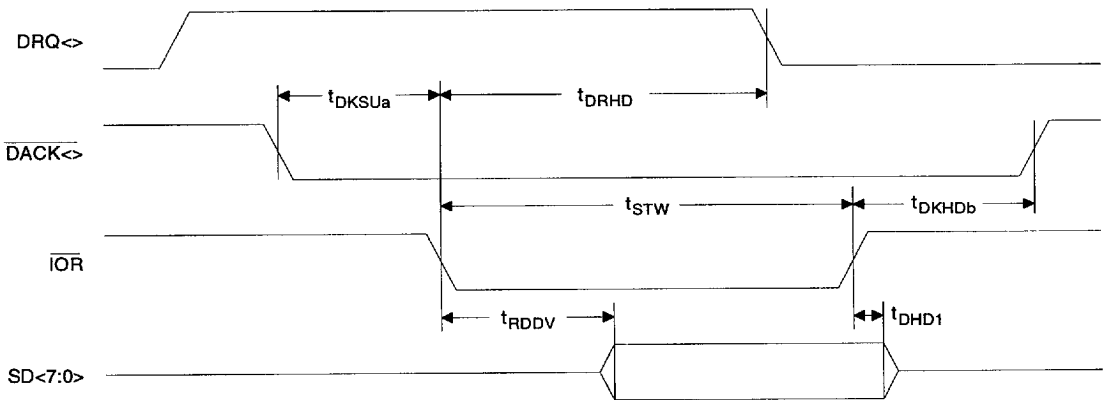 DRQ<>
tDKSUa
tDRHD
DACK<>
tSTW
tDKHDb
IOR
tRDDV
tDHD1
SD<7:0>